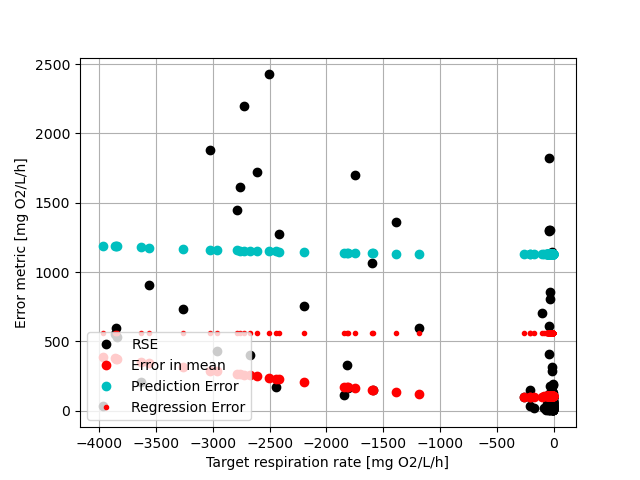 2500
2000
1500
1000
500
0
Error metric [mg O2/L/h]
RSE
Error in mean
Prediction Error
Regression Error
−4000 −3500 −3000 −2500 −2000 −1500 −1000 −500 0
Target respiration rate [mg O2/L/h]